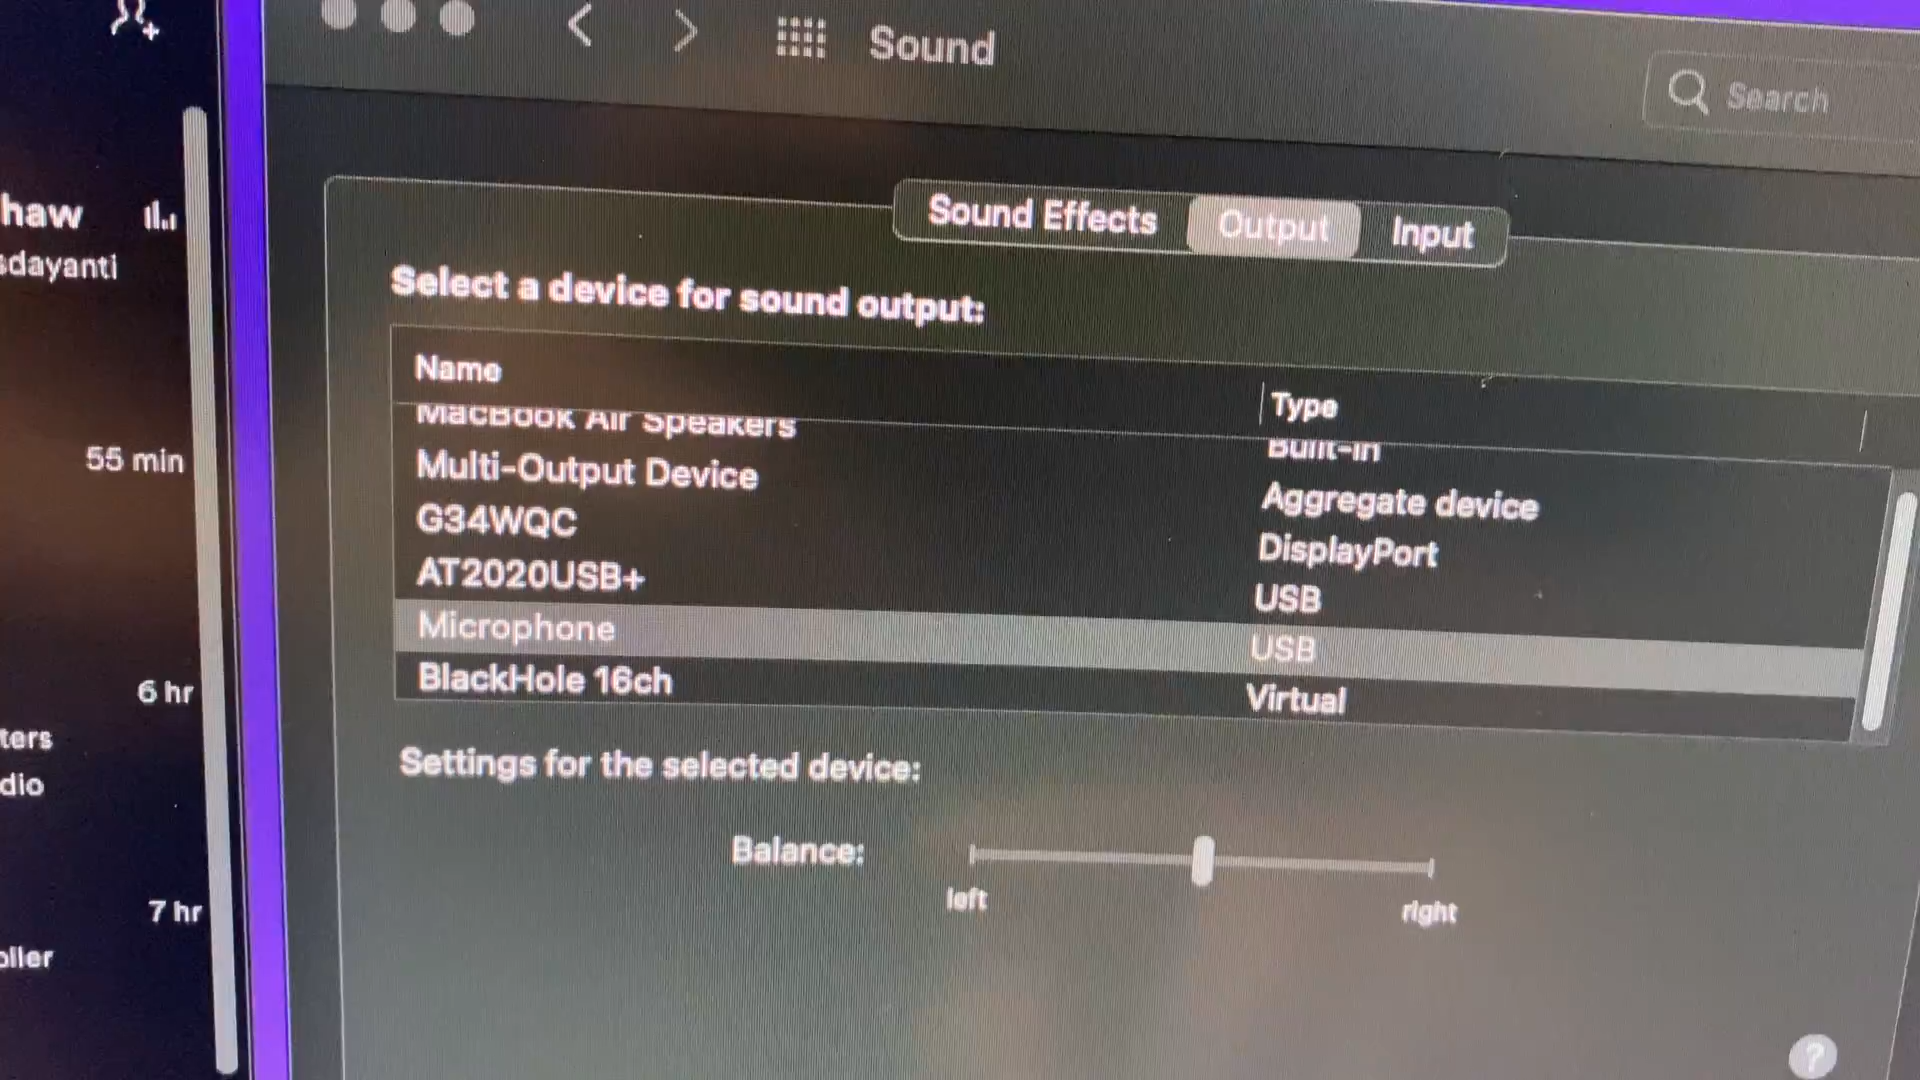 Sound
Search
Sound Effects Output Input
Select a device for sound output:
Name Type
MacBook Air Speakers Built-in
Multi-Output Device Aggregate device
G34WQC DisplayPort
AT2020USB+ USB
Microphone USB
BlackHole 16ch Virtual
Settings for the selected device:
Balance:
left right
?
haw
sdayanti
55 min
6 hr
ters
dio
7 hr
oller